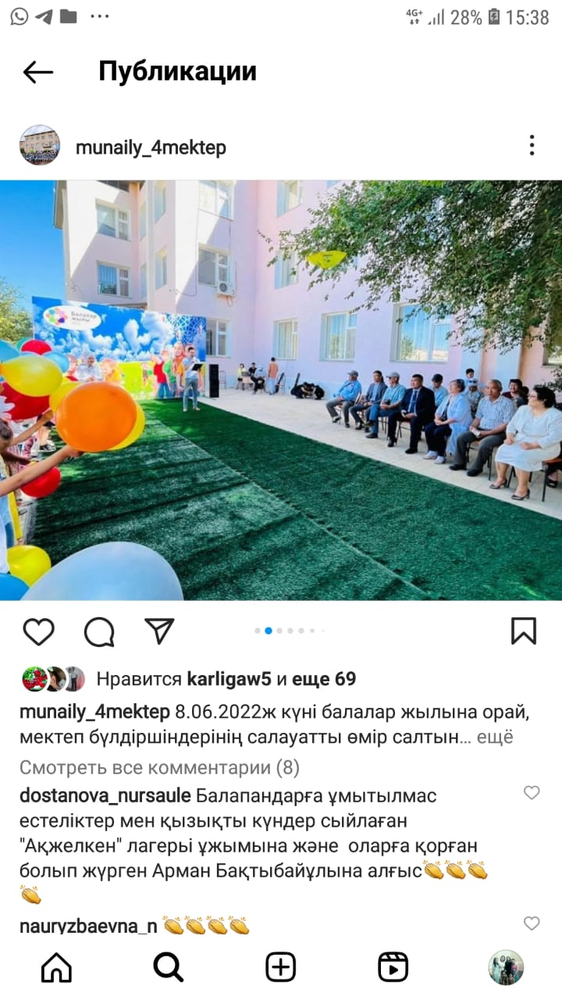 4G+ 28% 15:38
Публикации
munaily_4mektep
Балалар
жылы
Нравится karligaw5 и еще 69
munaily_4mektep 8.06.2022ж күні балалар жылына орай,
мектеп бүлдіршіндерінің салауатты өмір салтын... ещё
Смотреть все комментарии (8)
dostanova_nursaule Балапандарға ұмытылмас
естеліктер мен қызықты күндер сыйлаған
"Ақжелкен" лагерьі ұжымына және оларға қорған
болып жүрген Арман Бақтыбайұлына алғыс👏👏👏
👏
nauryzbaevna_n 👏👏👏👏